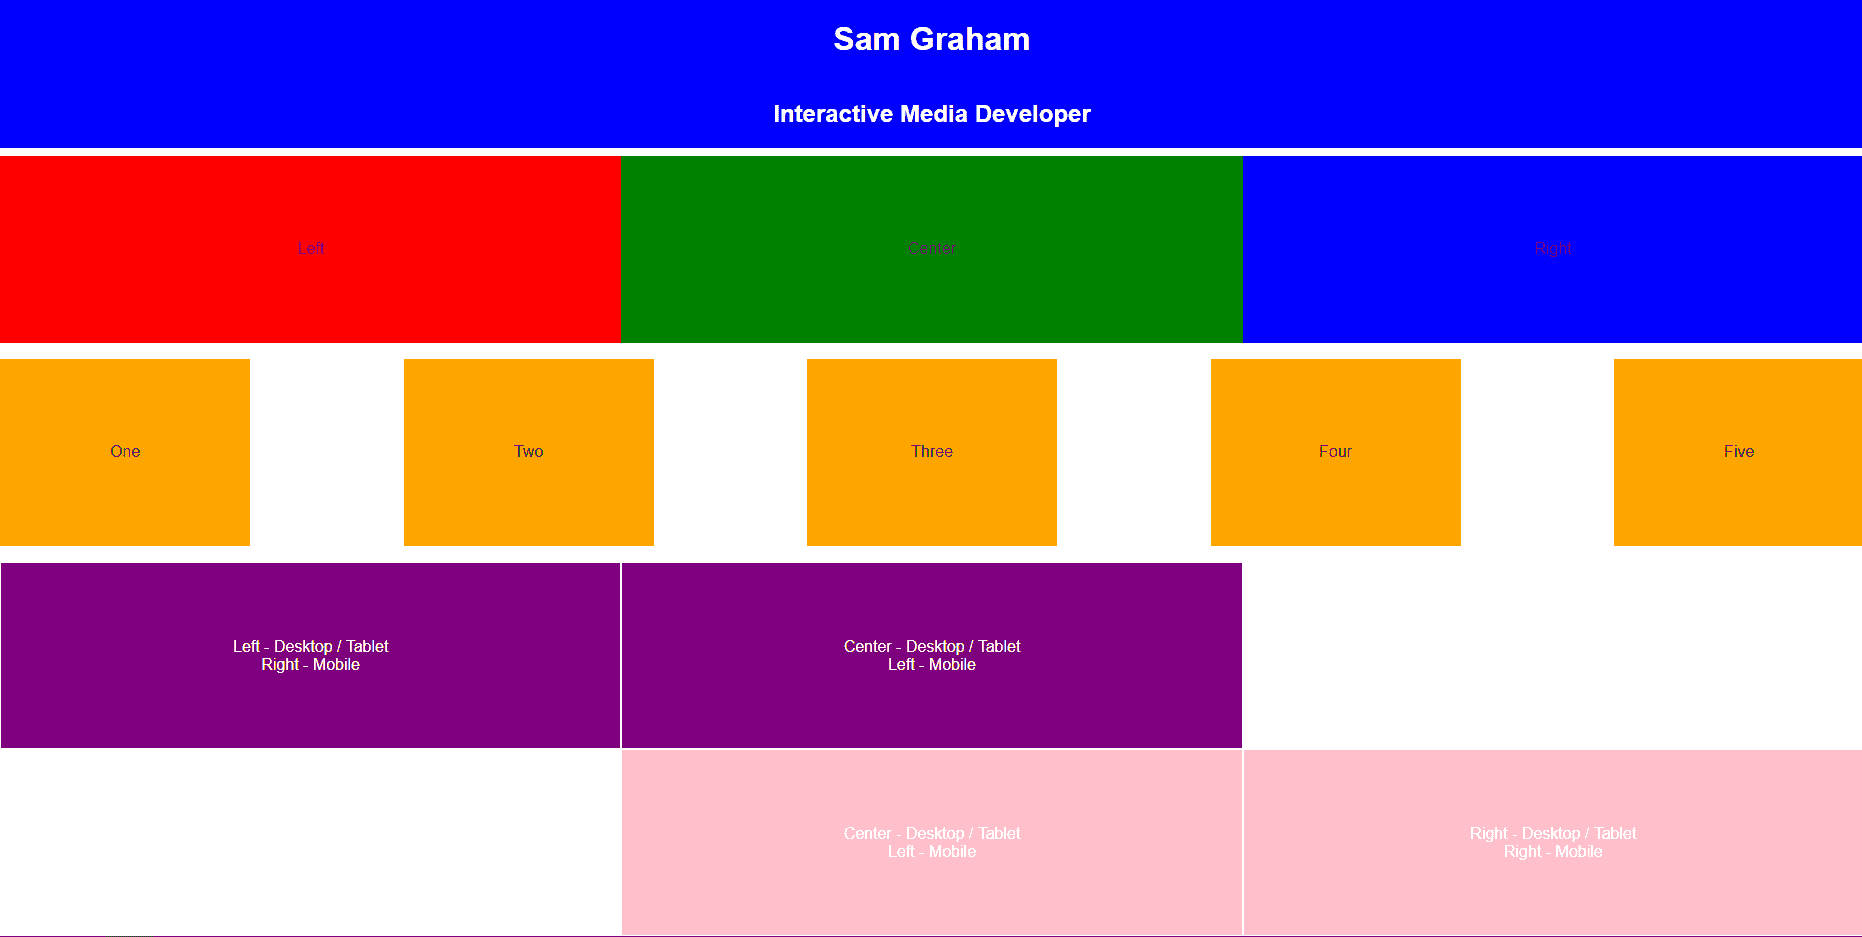 Sam Graham
Interactive Media Developer
Left
Center
Right
One
Two
Three
Four
Five
Left - Desktop / Tablet
Right - Mobile
Center - Desktop / Tablet
Left - Mobile
Center - Desktop / Tablet
Left - Mobile
Right - Desktop / Tablet
Right - Mobile